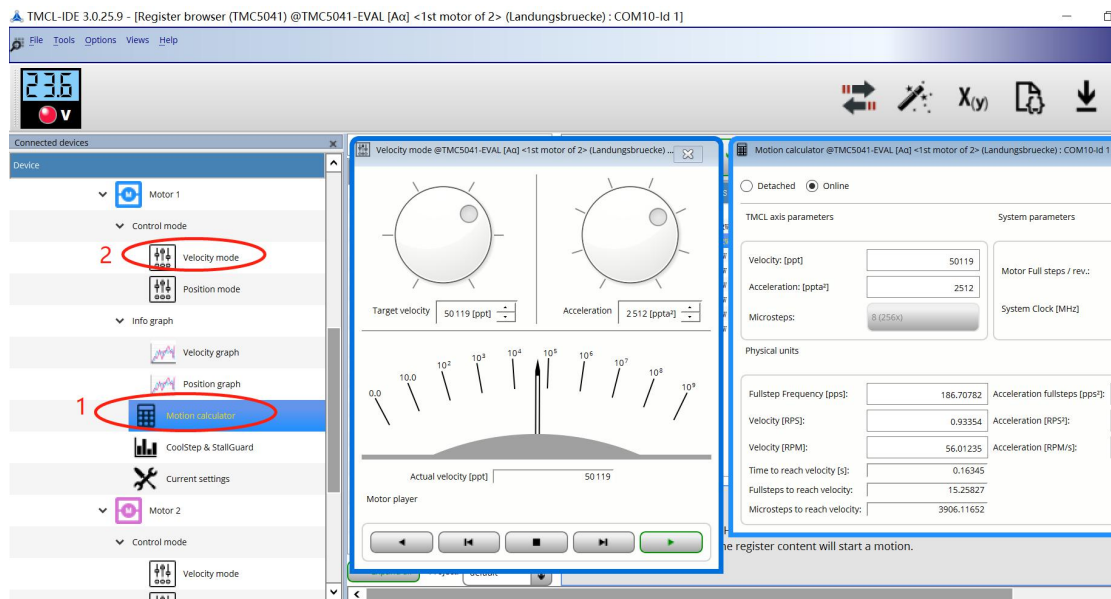 TMCL-IDE 3.0.25.9 - [Register browser (TMC5041) @TMC5041-EVAL [Aα] <1st motor of 2> (Landungsbruecke) : COM10-Id 1]
File Tools Options Views Help
23.6
V
X(y)
Connected devices
Device
Motor 1
Control mode
2
Velocity mode
Position mode
Info graph
Velocity graph
Position graph
1
Motion calculator
CoolStep & StallGuard
Current settings
Motor 2
Control mode
Velocity mode
Velocity mode @TMC5041-EVAL [Aα] <1st motor of 2> (Landungsbruecke) ...
Target velocity 50119 [ppt]
Acceleration 2512 [ppta²]
0.0 10.0 10² 10³ 10⁴ 10⁵ 10⁶ 10⁷ 10⁸ 10⁹
Actual velocity [ppt] 50119
Motor player
Motion calculator @TMC5041-EVAL [Aα] <1st motor of 2> (Landungsbruecke) : COM10-Id 1
Detached Online
TMCL axis parameters
System parameters
Velocity: [ppt] 50119
Acceleration: [ppta²] 2512
Microsteps: 8 (256x)
Motor Full steps / rev.:
System Clock [MHz]
Physical units
Fullstep Frequency [pps]: 186.70782 Acceleration fullsteps [pps²]:
Velocity [RPS]: 0.93354 Acceleration [RPS²]:
Velocity [RPM]: 56.01235 Acceleration [RPM/s]:
Time to reach velocity [s]: 0.16345
Fullsteps to reach velocity: 15.25827
Microsteps to reach velocity: 3906.11652
e register content will start a motion.